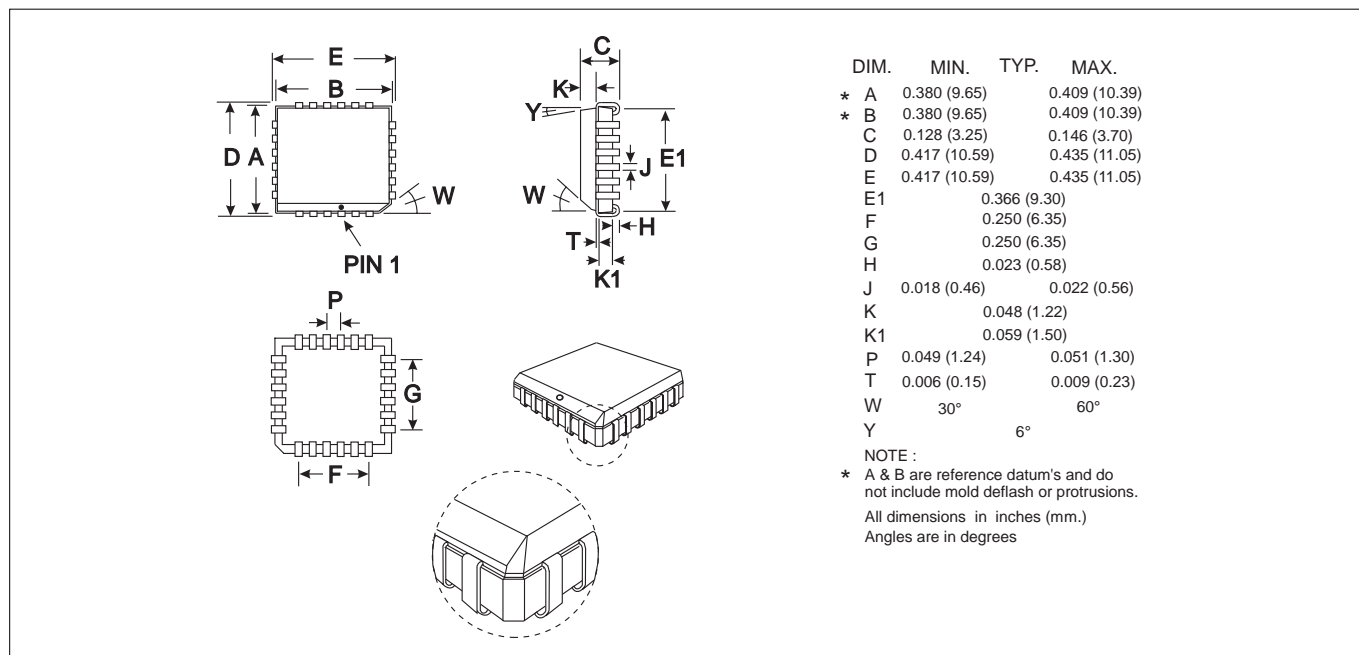 E
B
D A
W
PIN 1
C
K
Y
J
E1
W
H
T
K1
P
G
F
DIM. MIN. TYP. MAX.
* A 0.380 (9.65) 0.409 (10.39)
* B 0.380 (9.65) 0.409 (10.39)
C 0.128 (3.25) 0.146 (3.70)
D 0.417 (10.59) 0.435 (11.05)
E 0.417 (10.59) 0.435 (11.05)
E1 0.366 (9.30)
F 0.250 (6.35)
G 0.250 (6.35)
H 0.023 (0.58)
J 0.018 (0.46) 0.022 (0.56)
K 0.048 (1.22)
K1 0.059 (1.50)
P 0.049 (1.24) 0.051 (1.30)
T 0.006 (0.15) 0.009 (0.23)
W 30° 60°
Y 6°
NOTE :
* A & B are reference datum's and do
not include mold deflash or protrusions.
All dimensions in inches (mm.)
Angles are in degrees